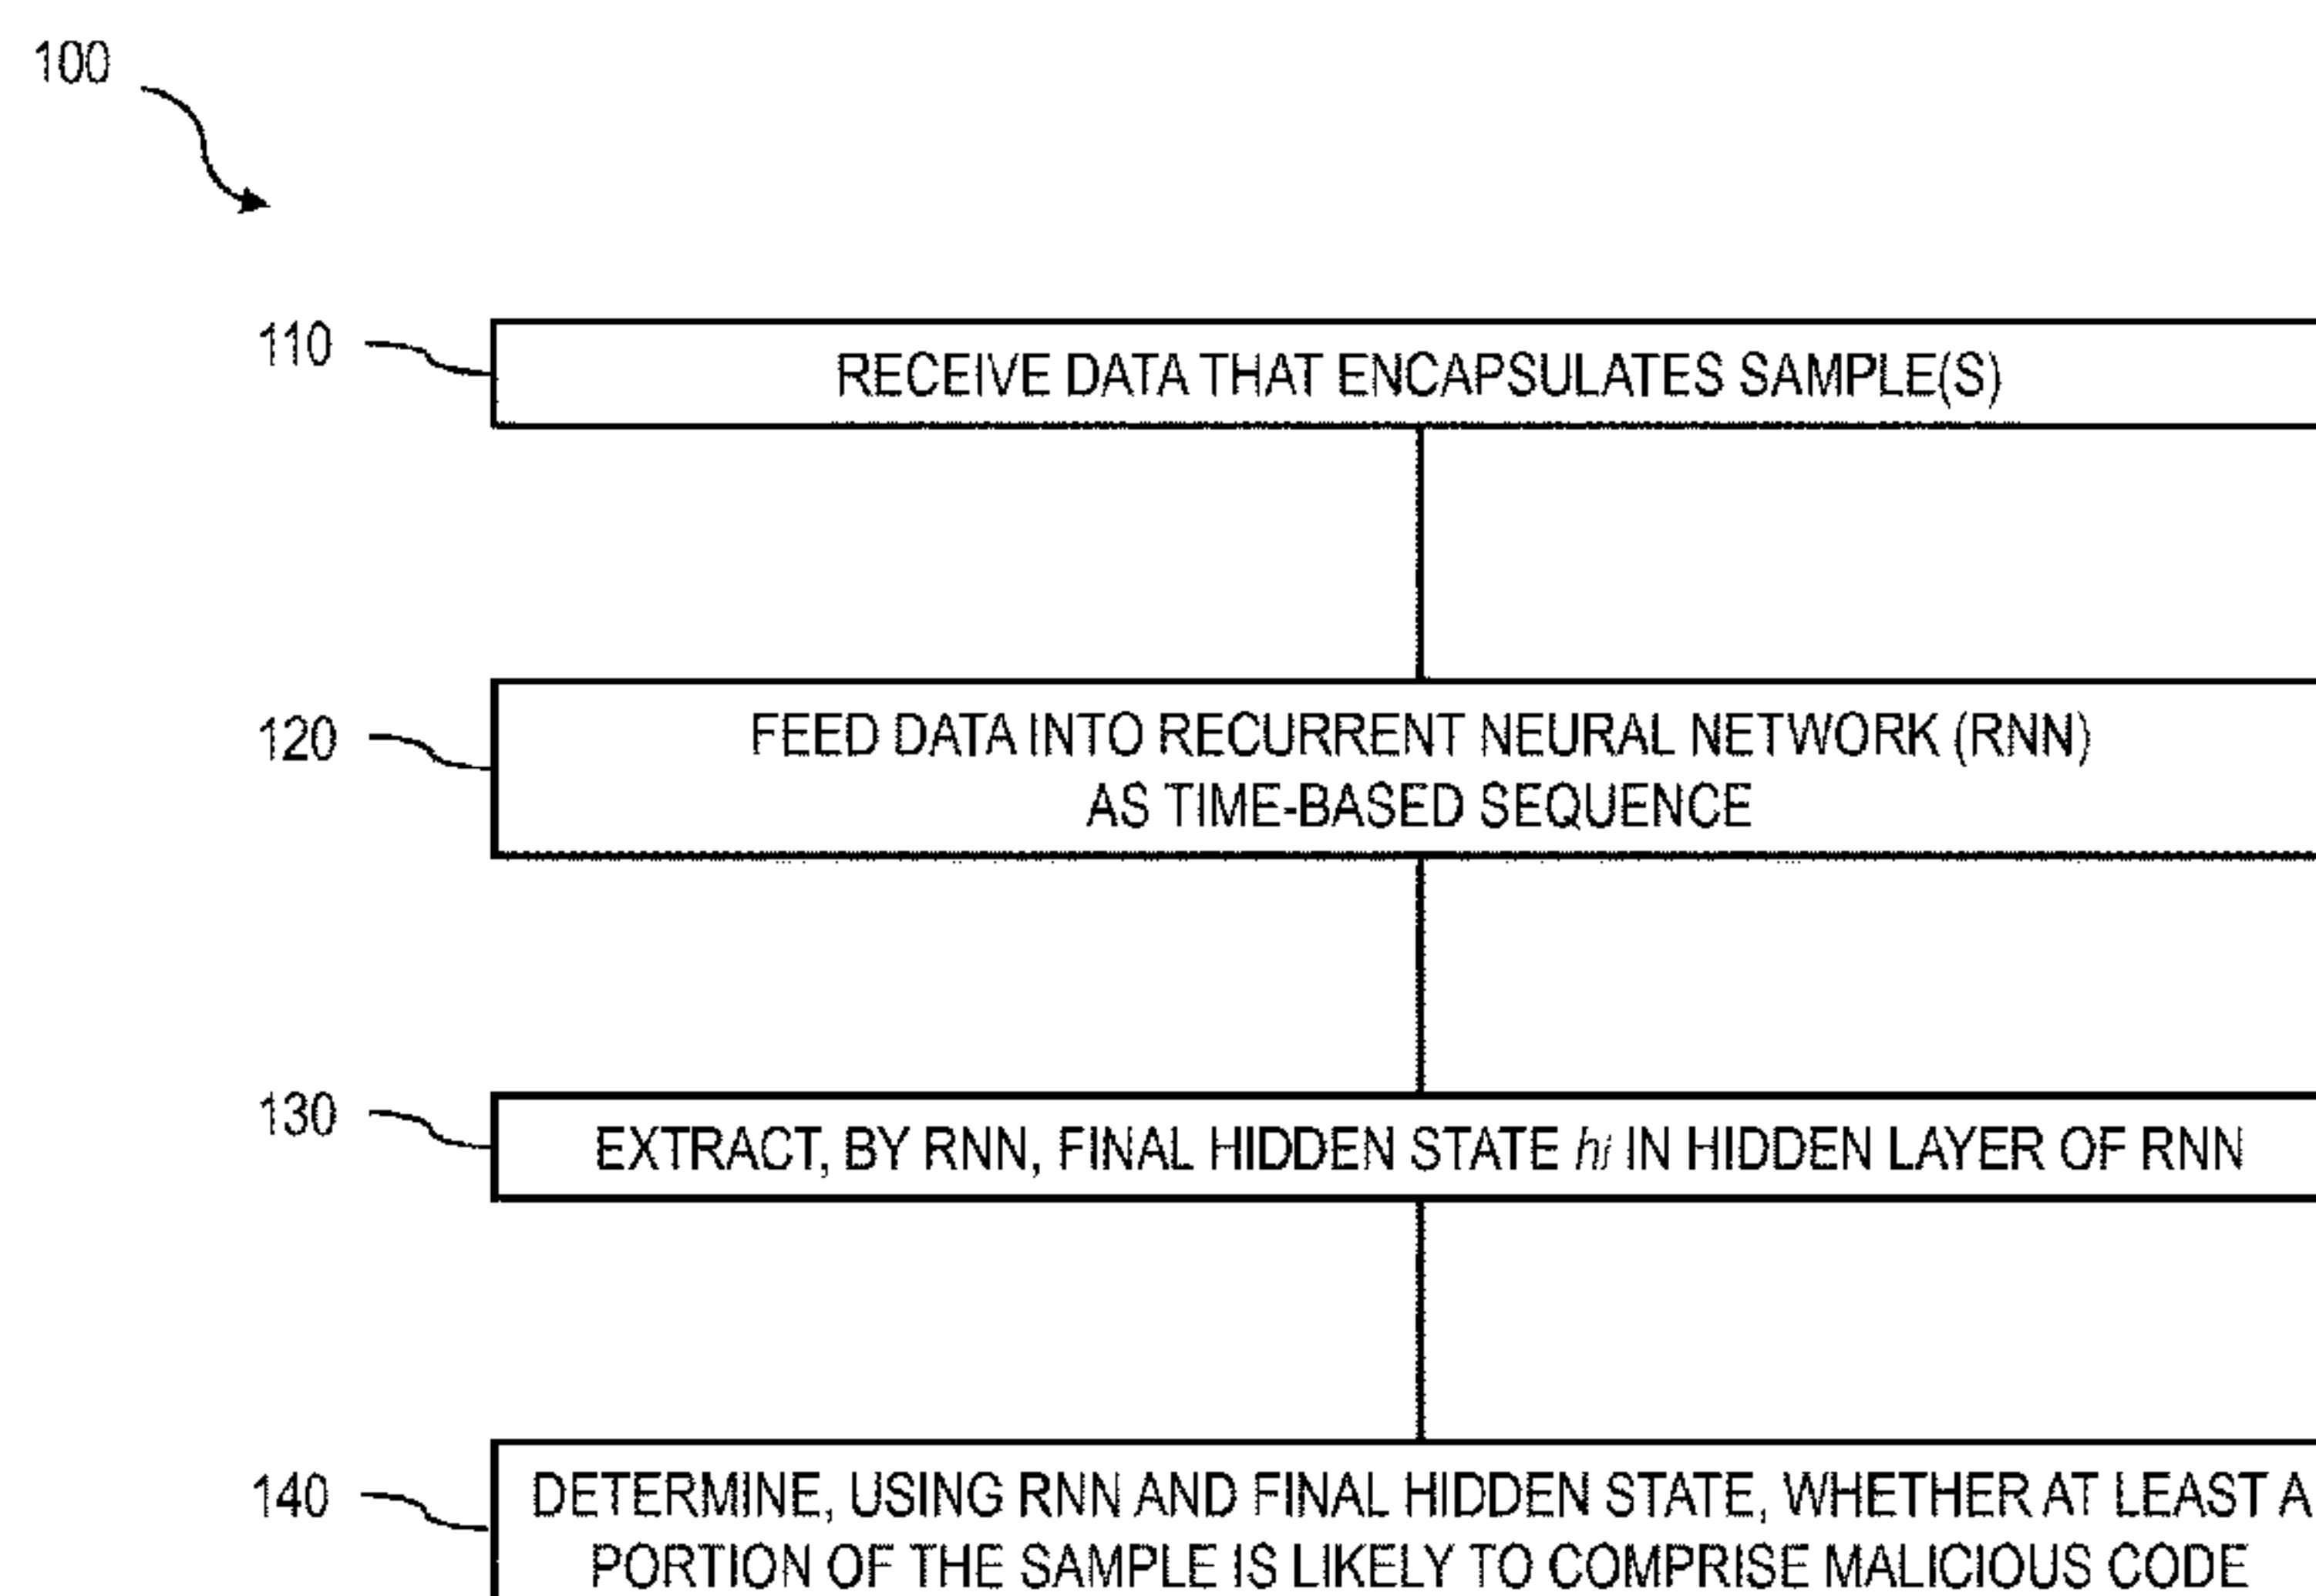 100
110
RECEIVE DATA THAT ENCAPSULATES SAMPLE(S)
120
FEED DATA INTO RECURRENT NEURAL NETWORK (RNN)
AS TIME-BASED SEQUENCE
130
EXTRACT, BY RNN, FINAL HIDDEN STATE hi IN HIDDEN LAYER OF RNN
140
DETERMINE, USING RNN AND FINAL HIDDEN STATE, WHETHER AT LEAST A
PORTION OF THE SAMPLE IS LIKELY TO COMPRISE MALICIOUS CODE